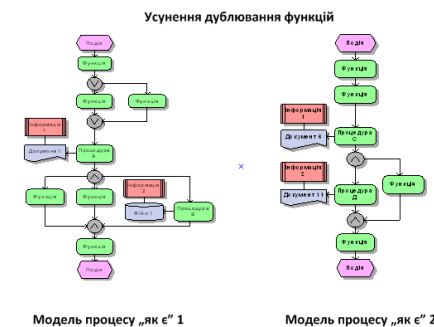 Усунення дублювання функцій
Подія
Функція
Функція
Функція
Інформація
1
Документ 1
Процедура
А
Функція
Функція
Інформація
2
Файл 1
Процедура
Б
Функція
Подія
Подія
Функція
Функція
Інформація
1
Документ 6
Процедура
С
Інформація
2
Документ 11
Процедура
Д
Функція
Функція
Подія
Модель процесу „як є” 1
Модель процесу „як є” 2